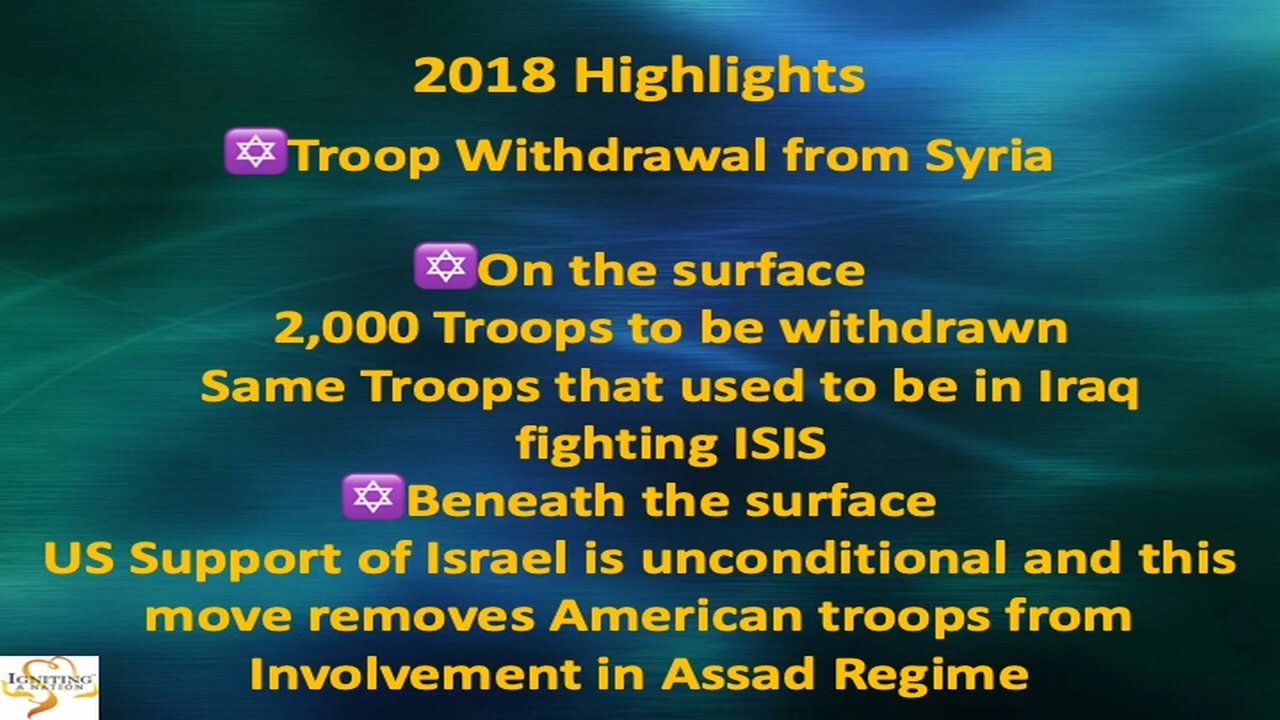 2018 Highlights
✡Troop Withdrawal from Syria
✡On the surface
2,000 Troops to be withdrawn
Same Troops that used to be in Iraq
fighting ISIS
✡Beneath the surface
US Support of Israel is unconditional and this
move removes American troops from
Involvement in Assad Regime
IGNITING
A NATION